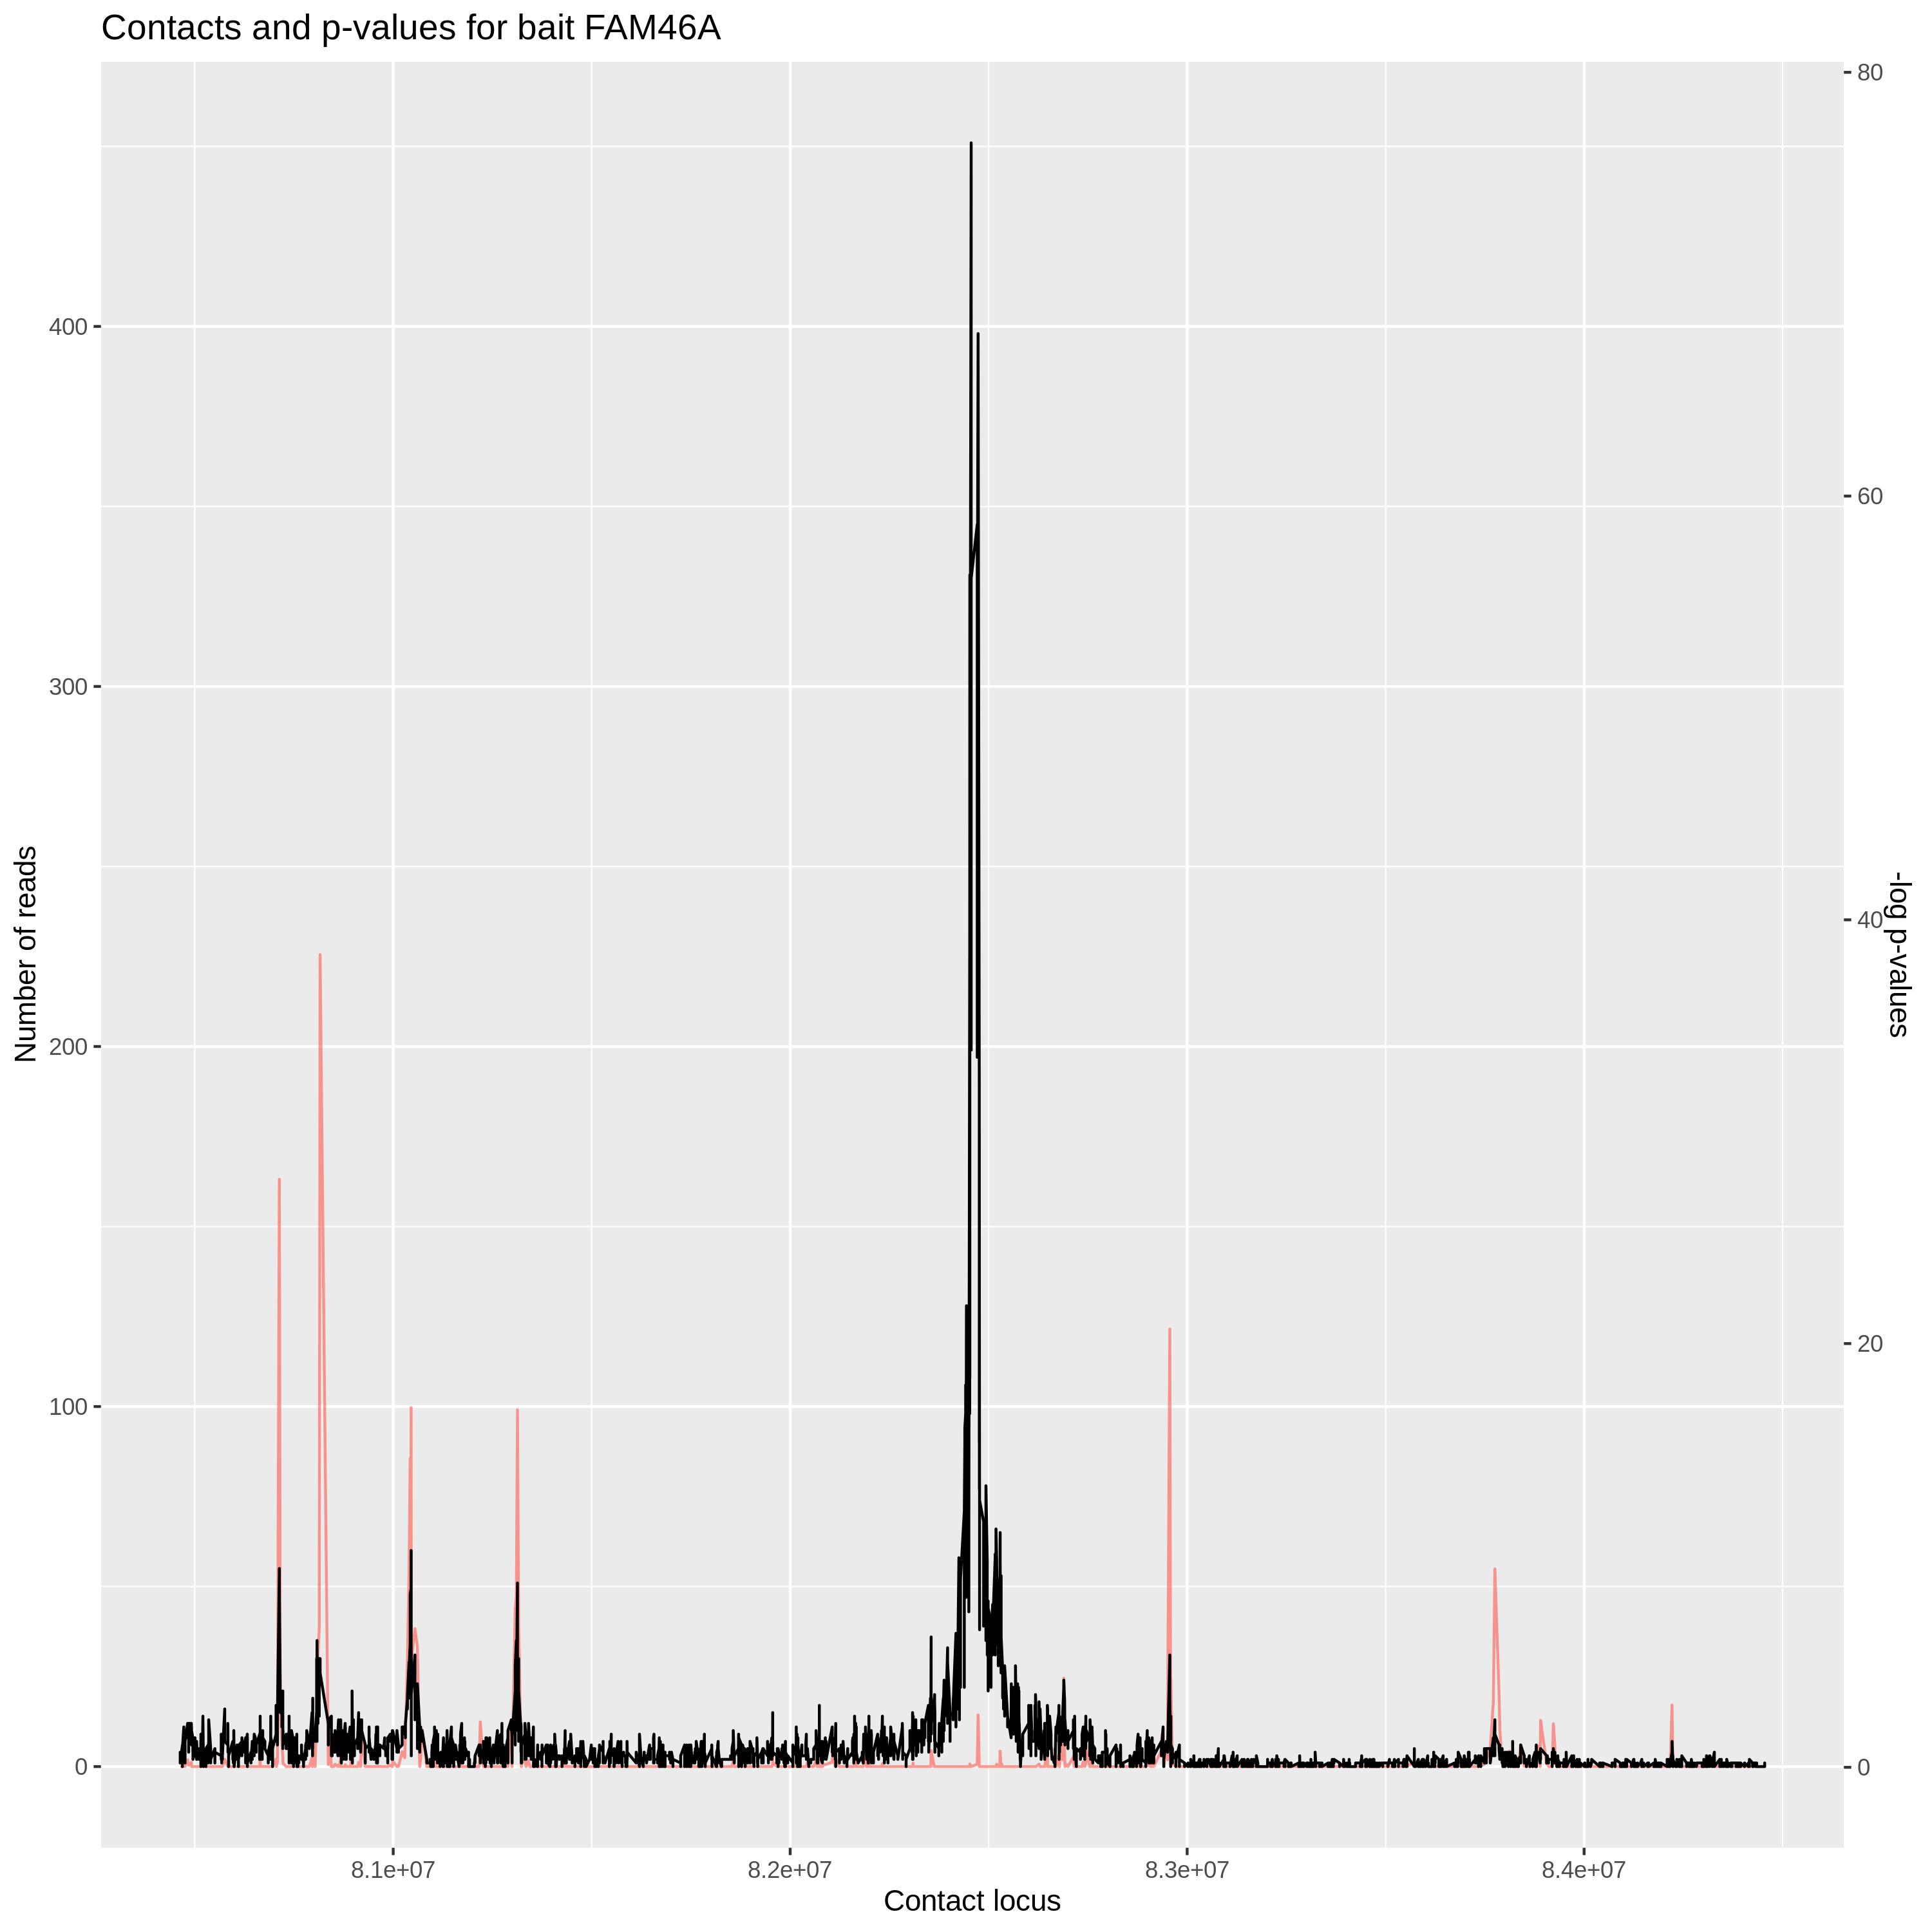 Contacts and p-values for bait FAM46A
80
60
40
20
0
400
300
200
100
0
Number of reads
-log p-values
8.1e+07
8.2e+07
8.3e+07
8.4e+07
Contact locus